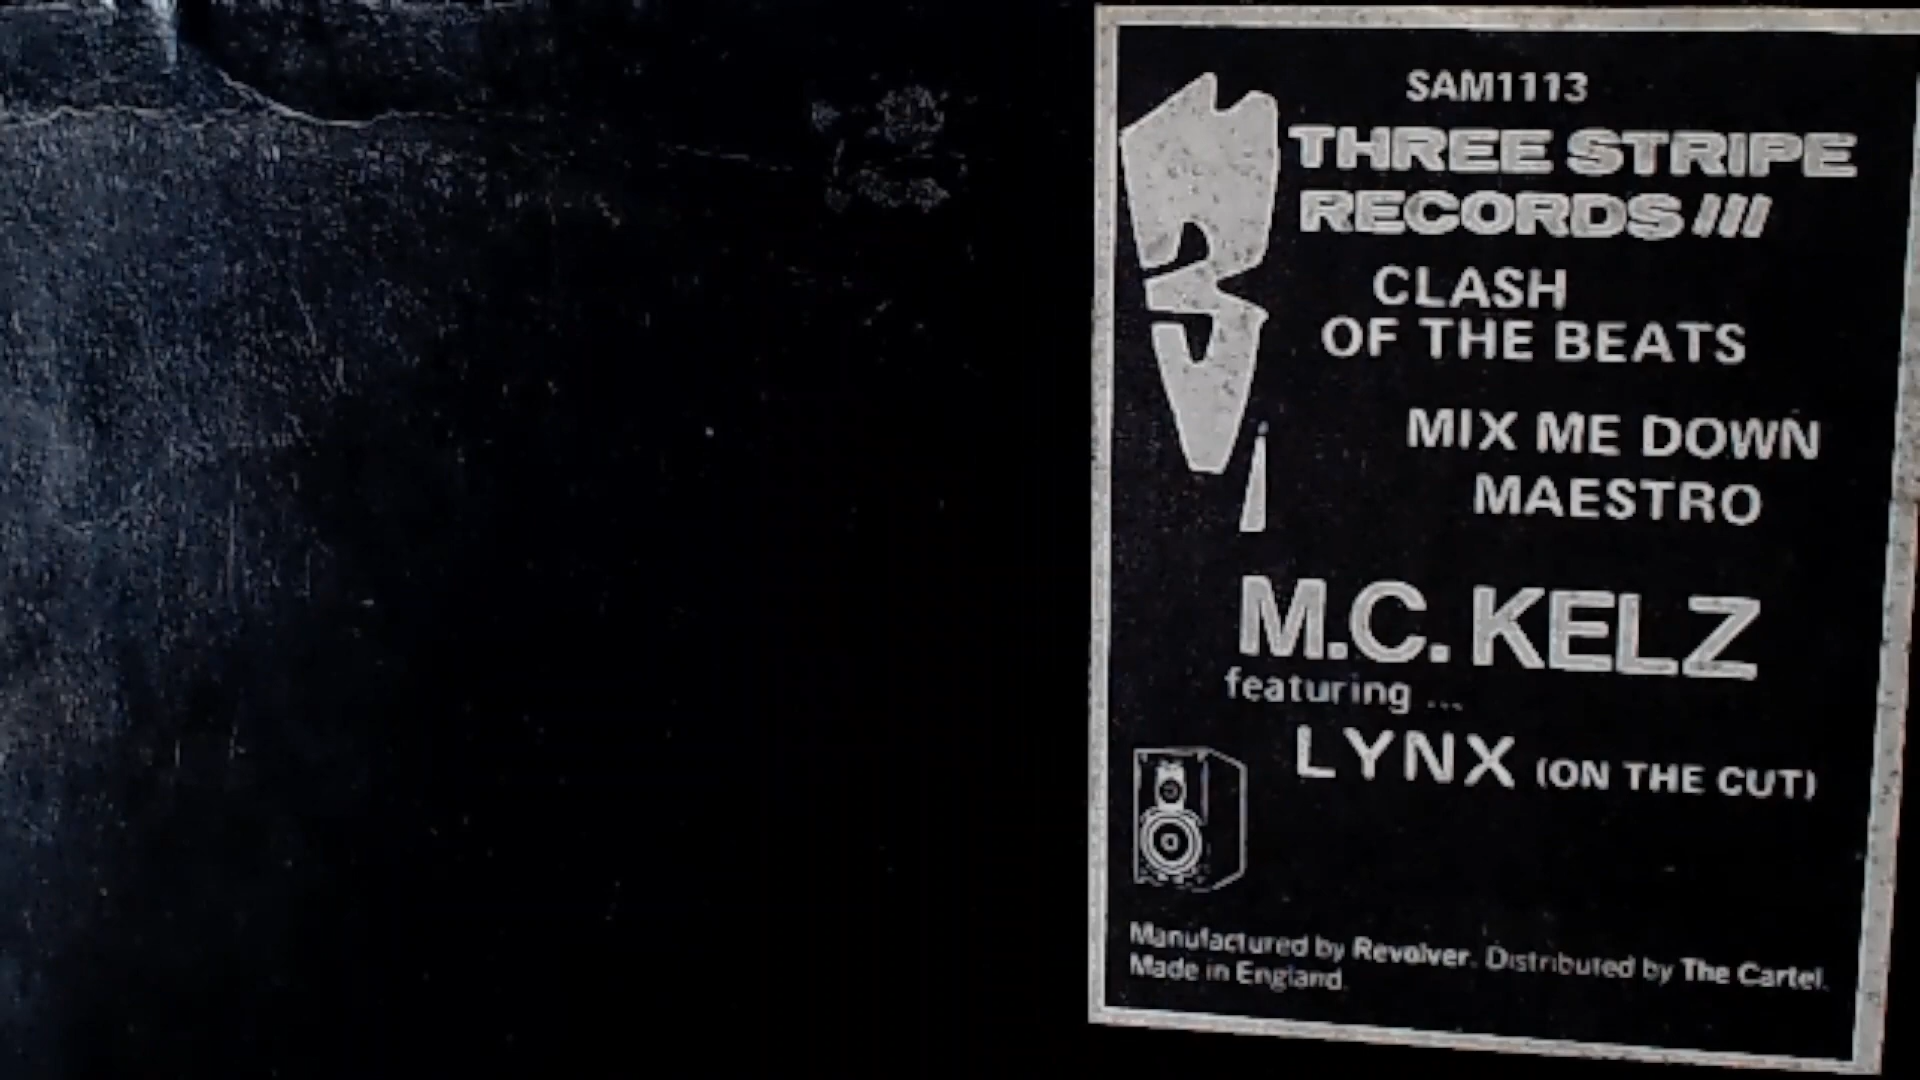 SAM1113
3
THREE STRIPE
RECORDS ///
CLASH
OF THE BEATS
MIX ME DOWN
MAESTRO
M.C. KELZ
featuring ...
LYNX (ON THE CUT)
Manufactured by Revolver. Distributed by The Cartel.
Made in England.